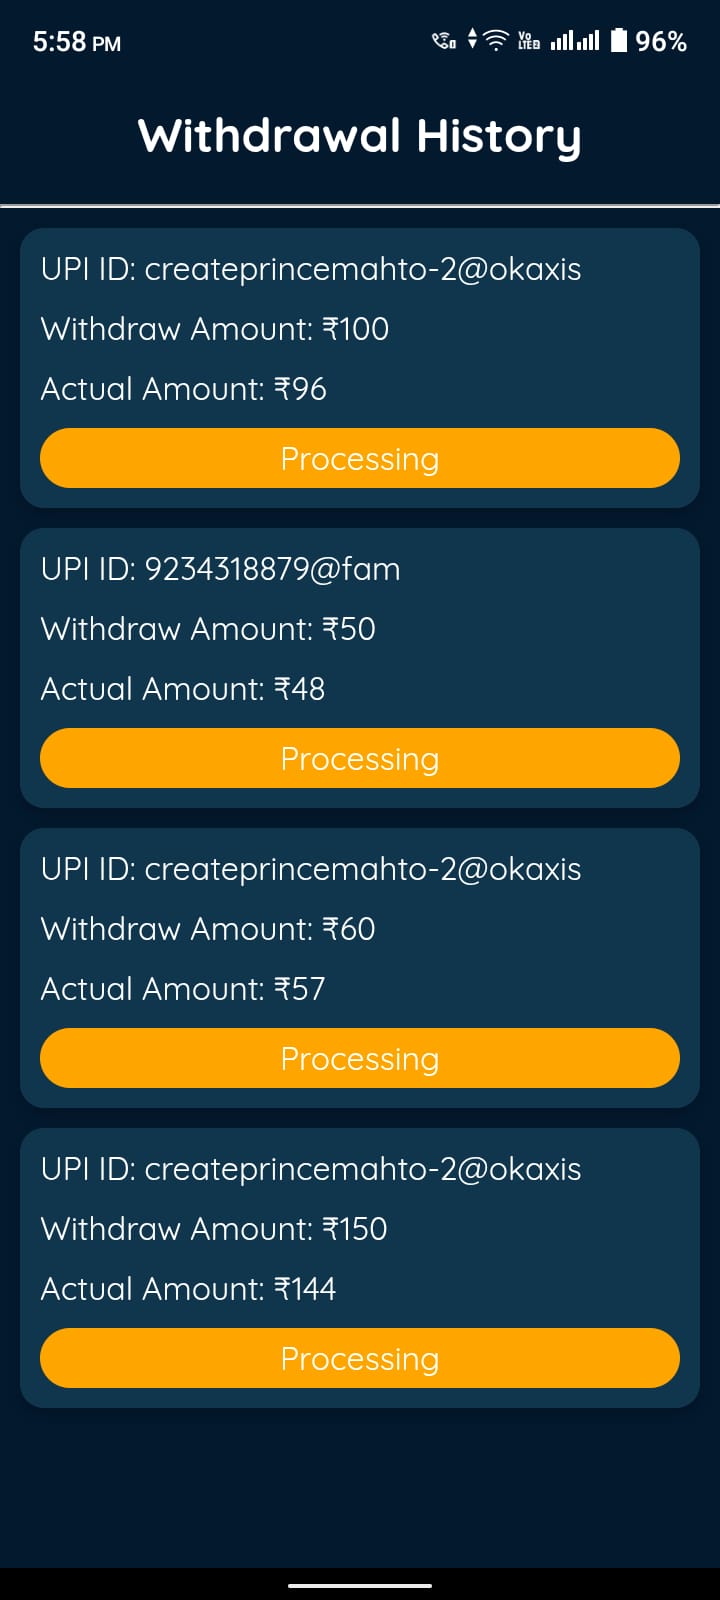 5:58 PM
Vo LTE2 96%
Withdrawal History
UPI ID: createprincemahto-2@okaxis
Withdraw Amount: ₹100
Actual Amount: ₹96
Processing
UPI ID: 9234318879@fam
Withdraw Amount: ₹50
Actual Amount: ₹48
Processing
UPI ID: createprincemahto-2@okaxis
Withdraw Amount: ₹60
Actual Amount: ₹57
Processing
UPI ID: createprincemahto-2@okaxis
Withdraw Amount: ₹150
Actual Amount: ₹144
Processing